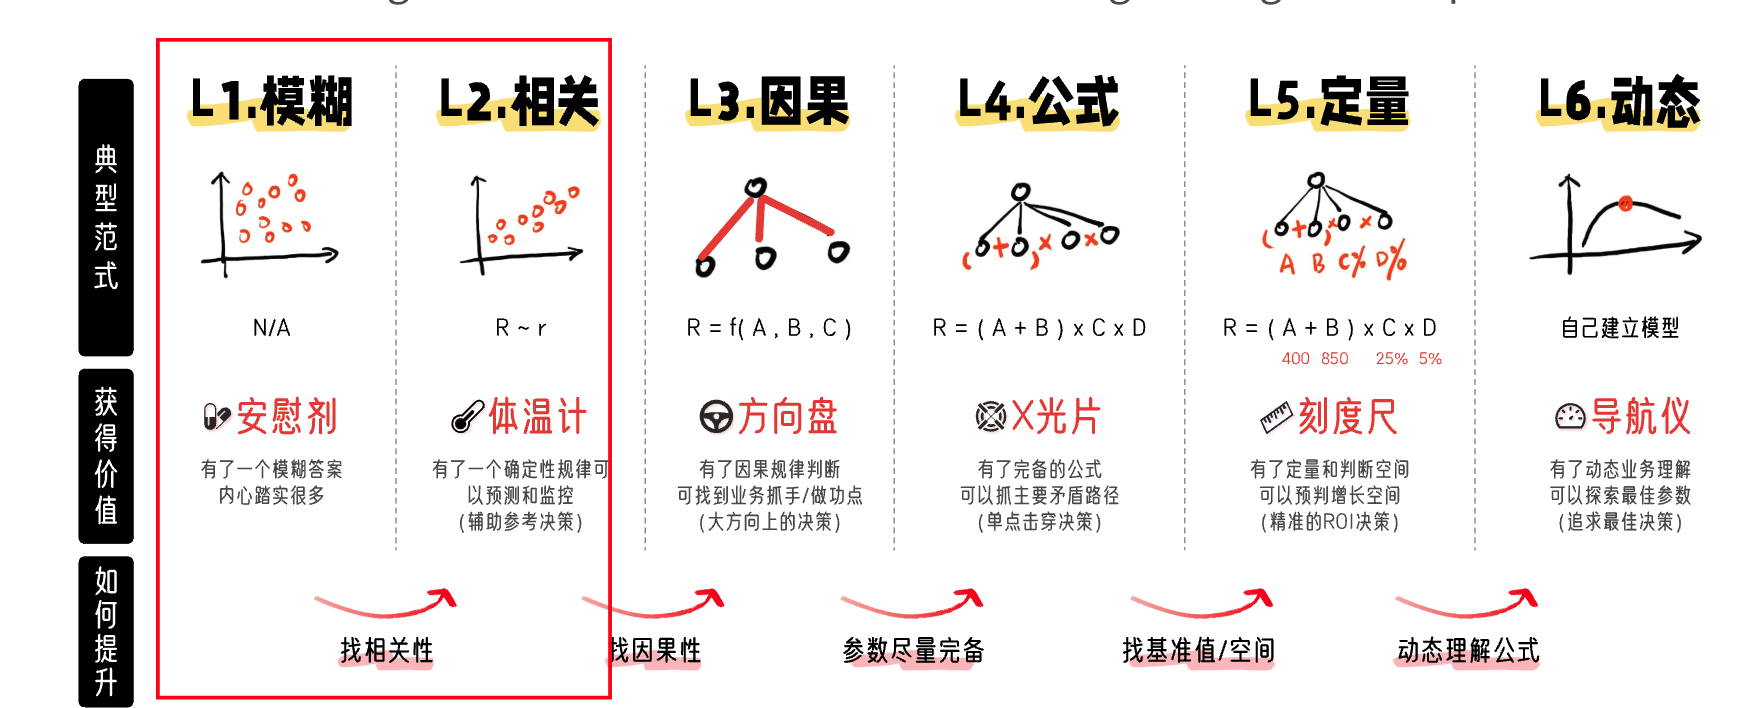 典型范式
L1.模糊
L2.相关
L3.因果
L4.公式
L5.定量
L6.动态
( + ) × ×
( + ) × ×
A B C% D%
N/A
R ~ r
R = f( A , B , C )
R = ( A + B ) x C x D
R = ( A + B ) x C x D
400 850 25% 5%
自己建立模型
获得价值
安慰剂
有了一个模糊答案
内心踏实很多
体温计
有了一个确定性规律可
以预测和监控
(辅助参考决策)
方向盘
有了因果规律判断
可找到业务抓手/做功点
(大方向上的决策)
X光片
有了完备的公式
可以抓主要矛盾路径
(单点击穿决策)
刻度尺
有了定量和判断空间
可以预判增长空间
(精准的ROI决策)
导航仪
有了动态业务理解
可以探索最佳参数
(追求最佳决策)
如何提升
找相关性
找因果性
参数尽量完备
找基准值/空间
动态理解公式